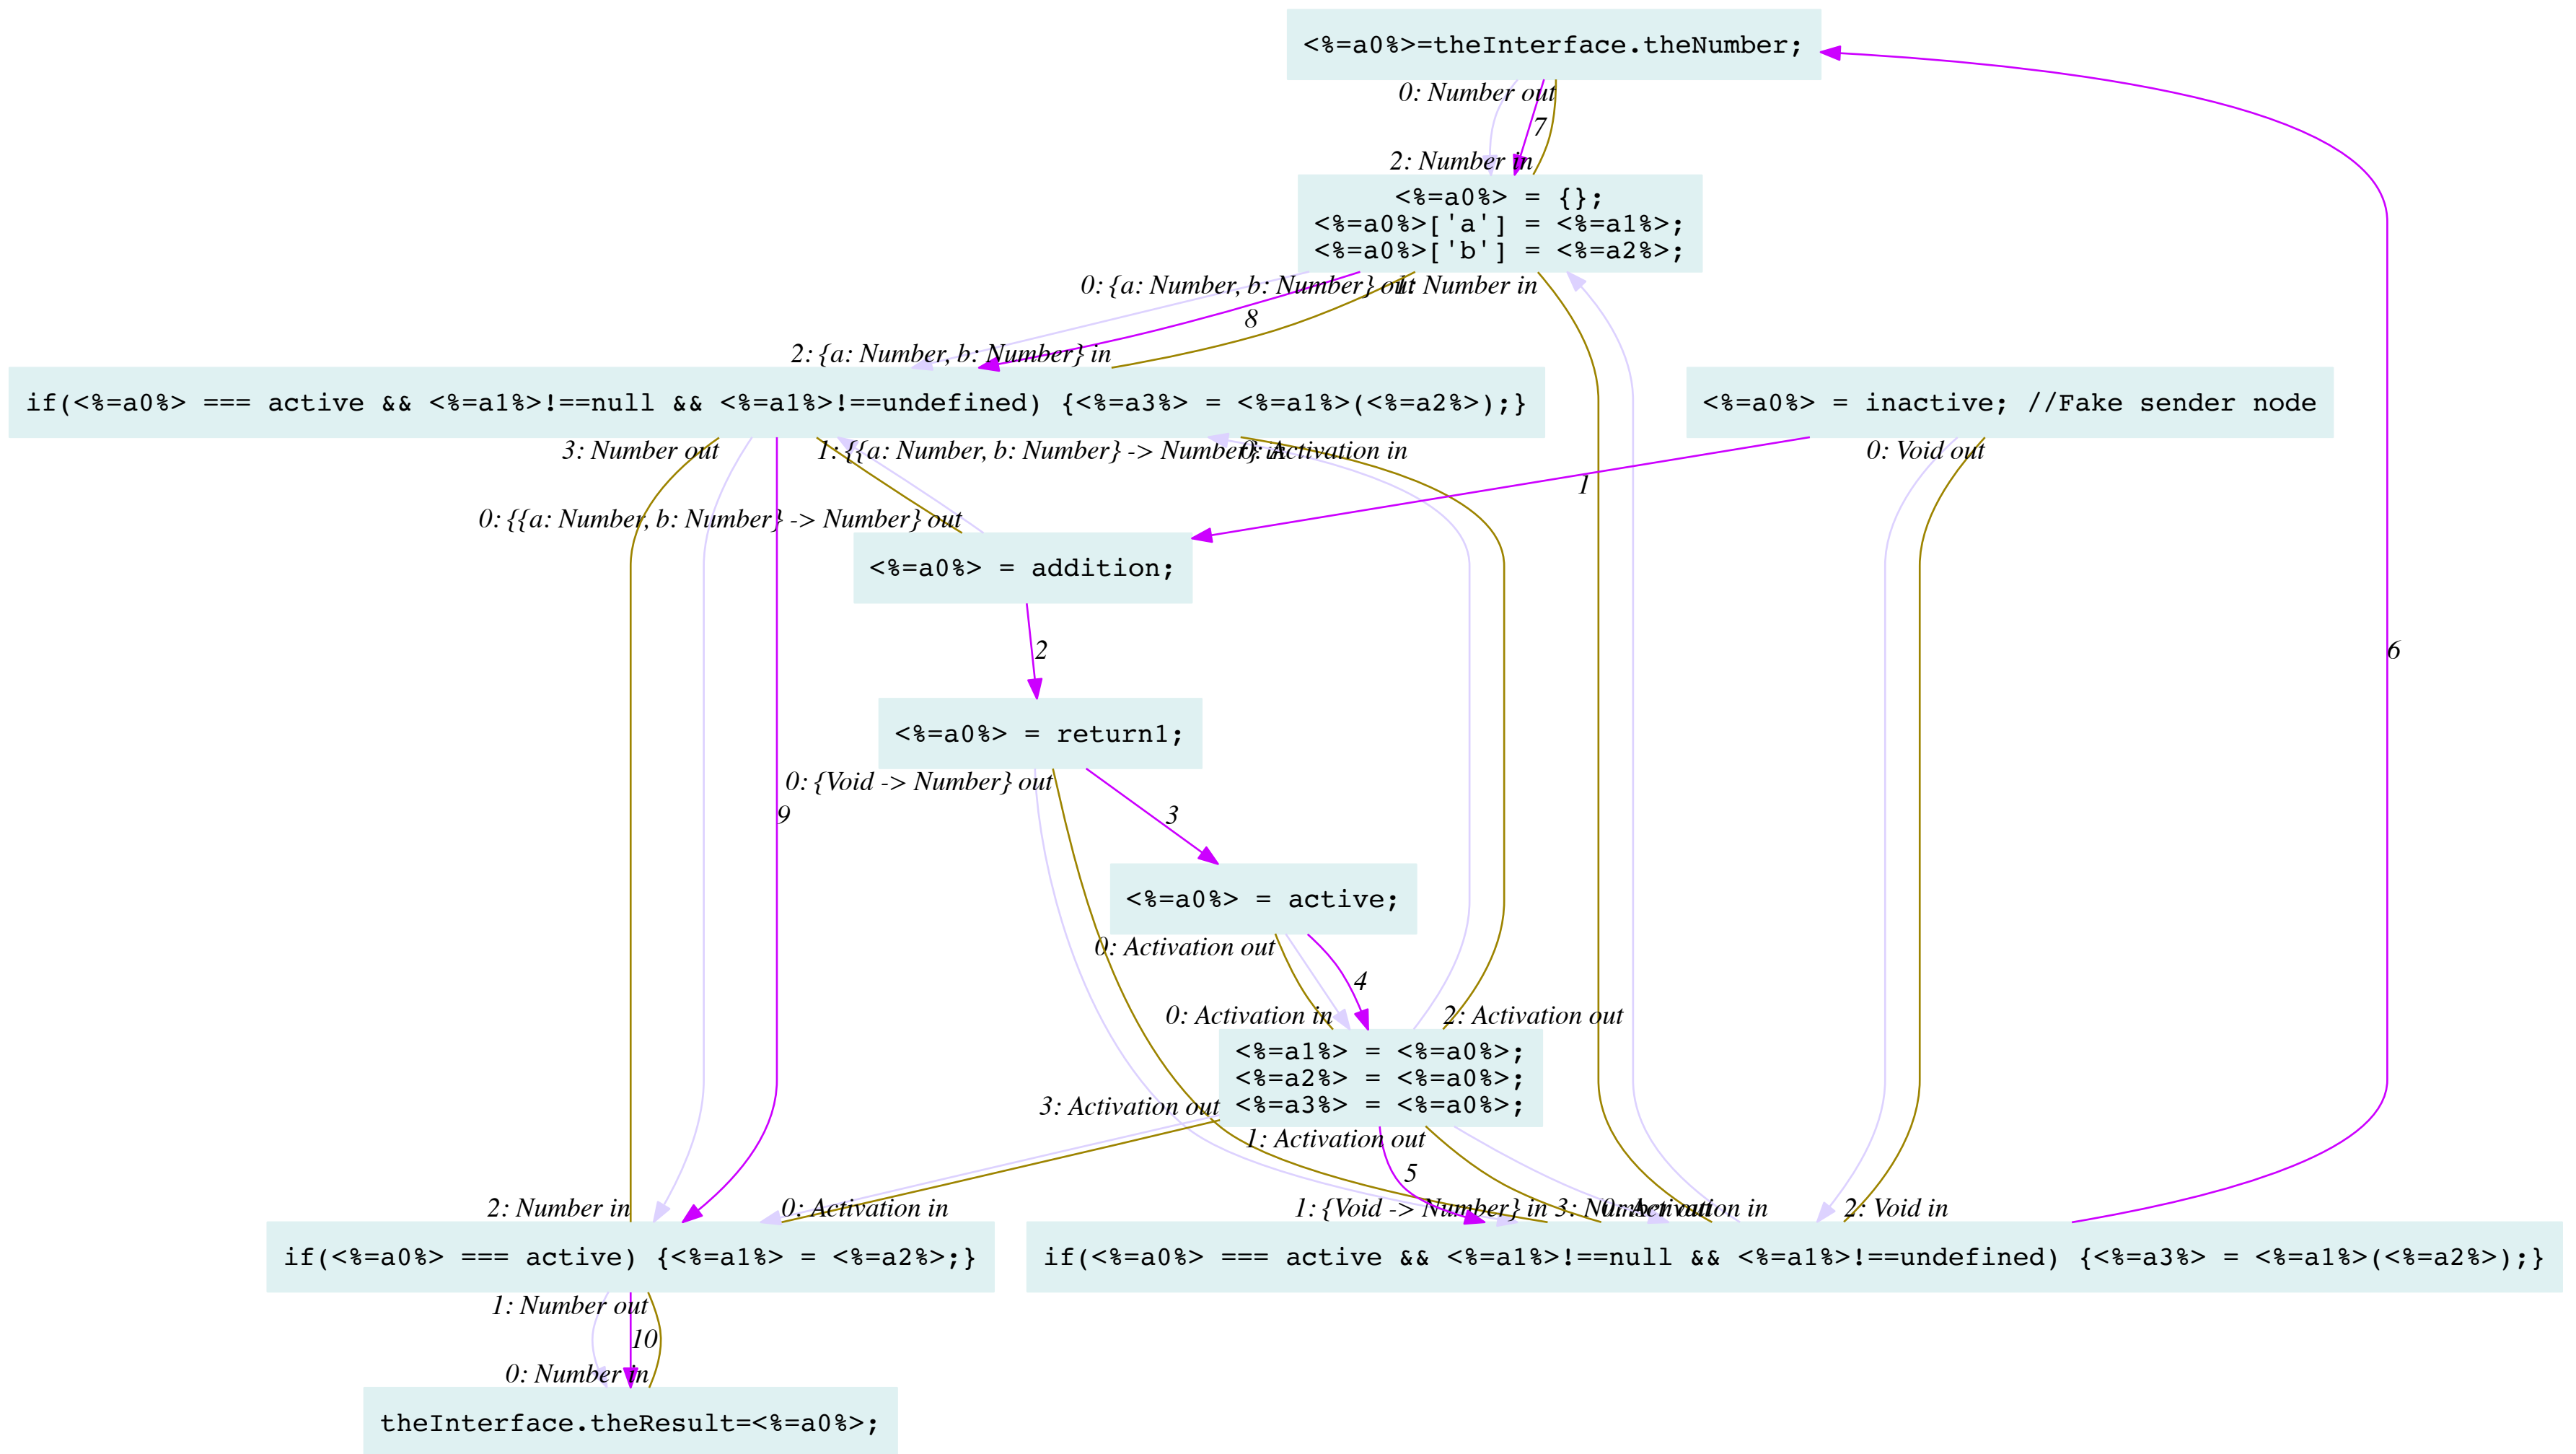 <%=a0%>=theInterface.theNumber;
0: Number out
7
2: Number in
<%=a0%> = {};
<%=a0%>['a'] = <%=a1%>;
<%=a0%>['b'] = <%=a2%>;
0: {a: Number, b: Number} out
1: Number in
8
2: {a: Number, b: Number} in
if(<%=a0%> === active && <%=a1%>!==null && <%=a1%>!==undefined) {<%=a3%> = <%=a1%>(<%=a2%>);}
<%=a0%> = inactive; //Fake sender node
3: Number out
1: {{a: Number, b: Number} -> Number} in
0: Activation in
0: Void out
1
0: {{a: Number, b: Number} -> Number} out
<%=a0%> = addition;
2
6
<%=a0%> = return1;
0: {Void -> Number} out
9
3
<%=a0%> = active;
0: Activation out
4
0: Activation in
2: Activation out
<%=a1%> = <%=a0%>;
<%=a2%> = <%=a0%>;
<%=a3%> = <%=a0%>;
3: Activation out
1: Activation out
5
2: Number in
0: Activation in
1: {Void -> Number} in
3: Number out
0: Activation in
2: Void in
if(<%=a0%> === active) {<%=a1%> = <%=a2%>;}
if(<%=a0%> === active && <%=a1%>!==null && <%=a1%>!==undefined) {<%=a3%> = <%=a1%>(<%=a2%>);}
1: Number out
10
0: Number in
theInterface.theResult=<%=a0%>;